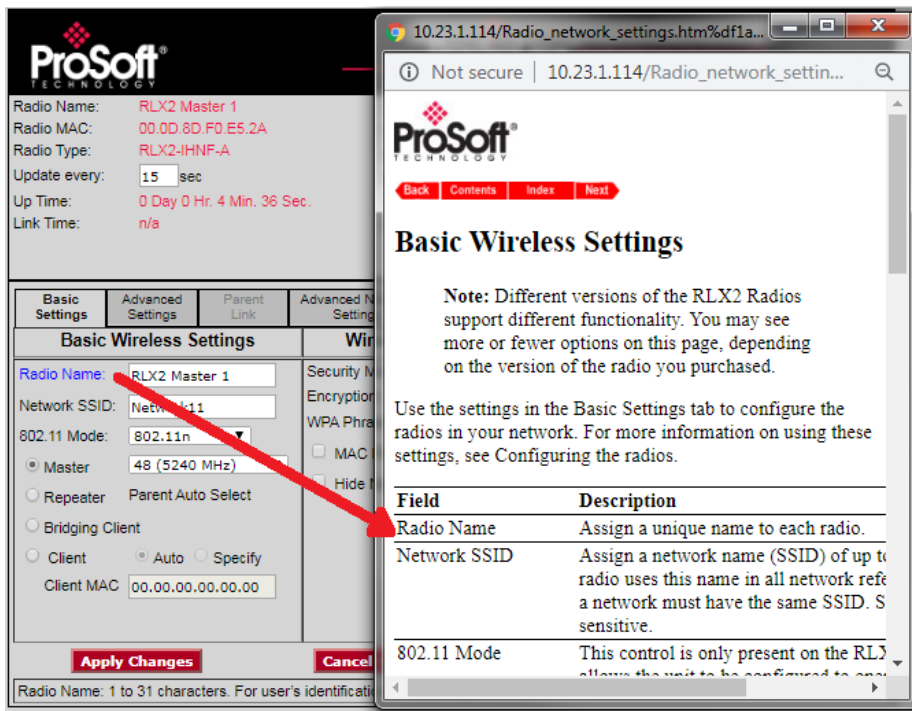 ProSoft®
TECHNOLOGY
Radio Name: RLX2 Master 1
Radio MAC: 00.0D.8D.F0.E5.2A
Radio Type: RLX2-IHNF-A
Update every: 15 sec
Up Time: 0 Day 0 Hr. 4 Min. 36 Sec.
Link Time: n/a
Basic Settings
Advanced Settings
Parent Link
Advanced N
Setting
Basic Wireless Settings
Wir
Radio Name: RLX2 Master 1
Network SSID: Network11
802.11 Mode: 802.11n
Master 48 (5240 MHz)
Repeater Parent Auto Select
Bridging Client
Client Auto Specify
Client MAC 00.00.00.00.00.00
Security M
Encryption
WPA Phra
MAC
Hide
Apply Changes
Cancel
Radio Name: 1 to 31 characters. For user's identificati
10.23.1.114/Radio_network_settings.htm%df1a...
Not secure | 10.23.1.114/Radio_network_settin...
ProSoft®
TECHNOLOGY
Back Contents Index Next
Basic Wireless Settings
Note: Different versions of the RLX2 Radios
support different functionality. You may see
more or fewer options on this page, depending
on the version of the radio you purchased.
Use the settings in the Basic Settings tab to configure the
radios in your network. For more information on using these
settings, see Configuring the radios.
Field Description
Radio Name Assign a unique name to each radio.
Network SSID Assign a network name (SSID) of up to
radio uses this name in all network refe
a network must have the same SSID. S
sensitive.
802.11 Mode This control is only present on the RLX
allows the unit to be configured to